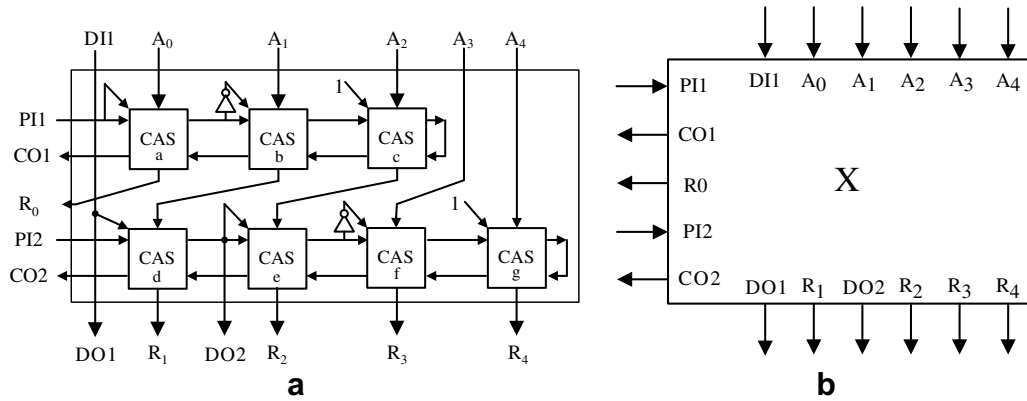 DI1 A₀ A₁ A₂ A₃ A₄
1
PI1 CAS a CAS b CAS c
CO1
R₀
1
PI2 CAS d CAS e CAS f CAS g
CO2
DO1 R₁ DO2 R₂ R₃ R₄
a
PI1 DI1 A₀ A₁ A₂ A₃ A₄
CO1
R0 X
PI2
CO2
DO1 R₁ DO2 R₂ R₃ R₄
b